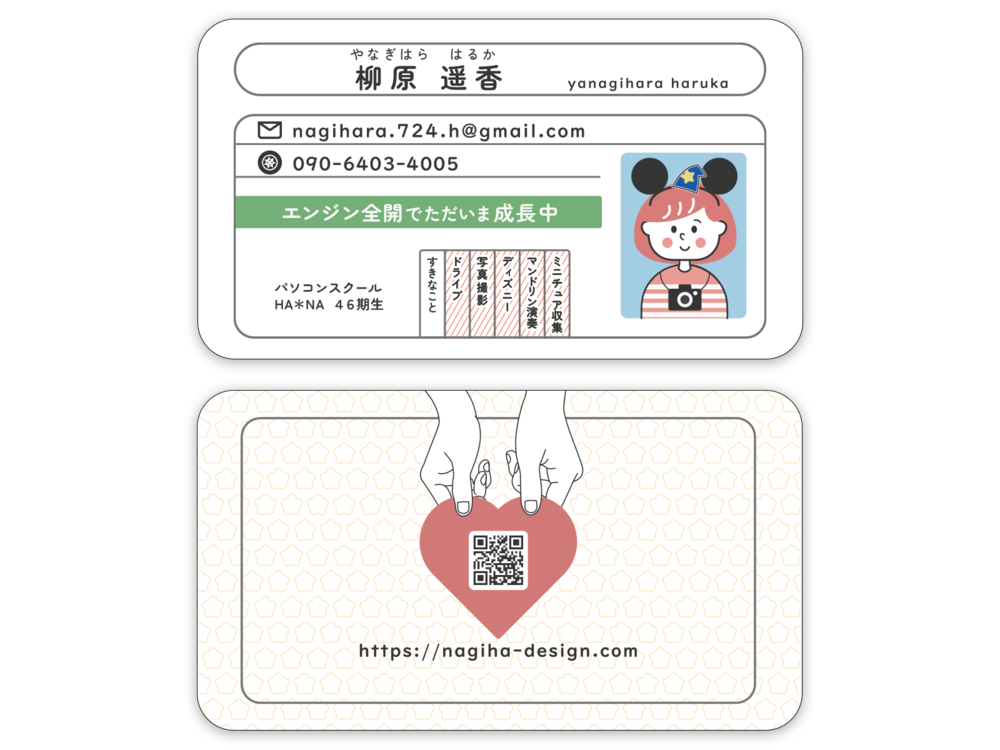 やなぎはら はるか
柳原 遥香
yanagihara haruka
nagihara.724.h@gmail.com
090-6403-4005
エンジン全開でただいま成長中
パソコンスクール
HA＊NA 46期生
すきなこと
ドライブ
写真撮影
ディズニー
マンドリン演奏
ミニチュア収集
https://nagiha-design.com